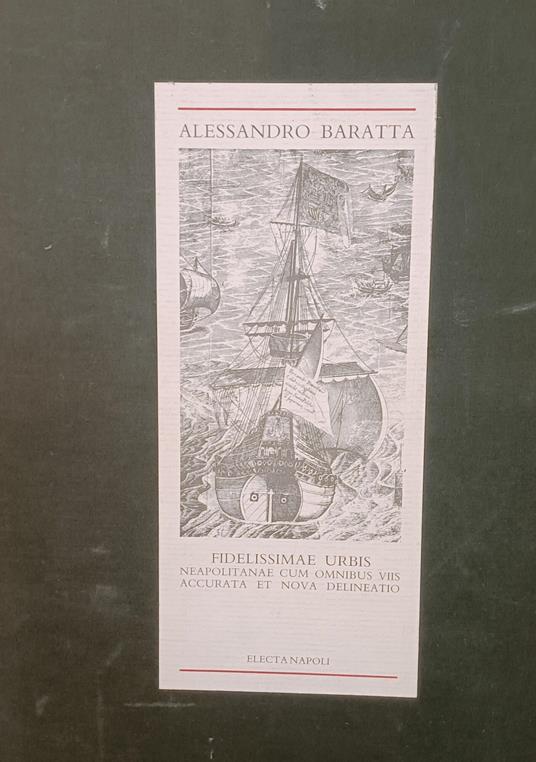 ALESSANDRO BARATTA
FIDELISSIMAE URBIS
NEAPOLITANAE CUM OMNIBUS VIIS
ACCURATA ET NOVA DELINEATIO
ELECTA NAPOLI